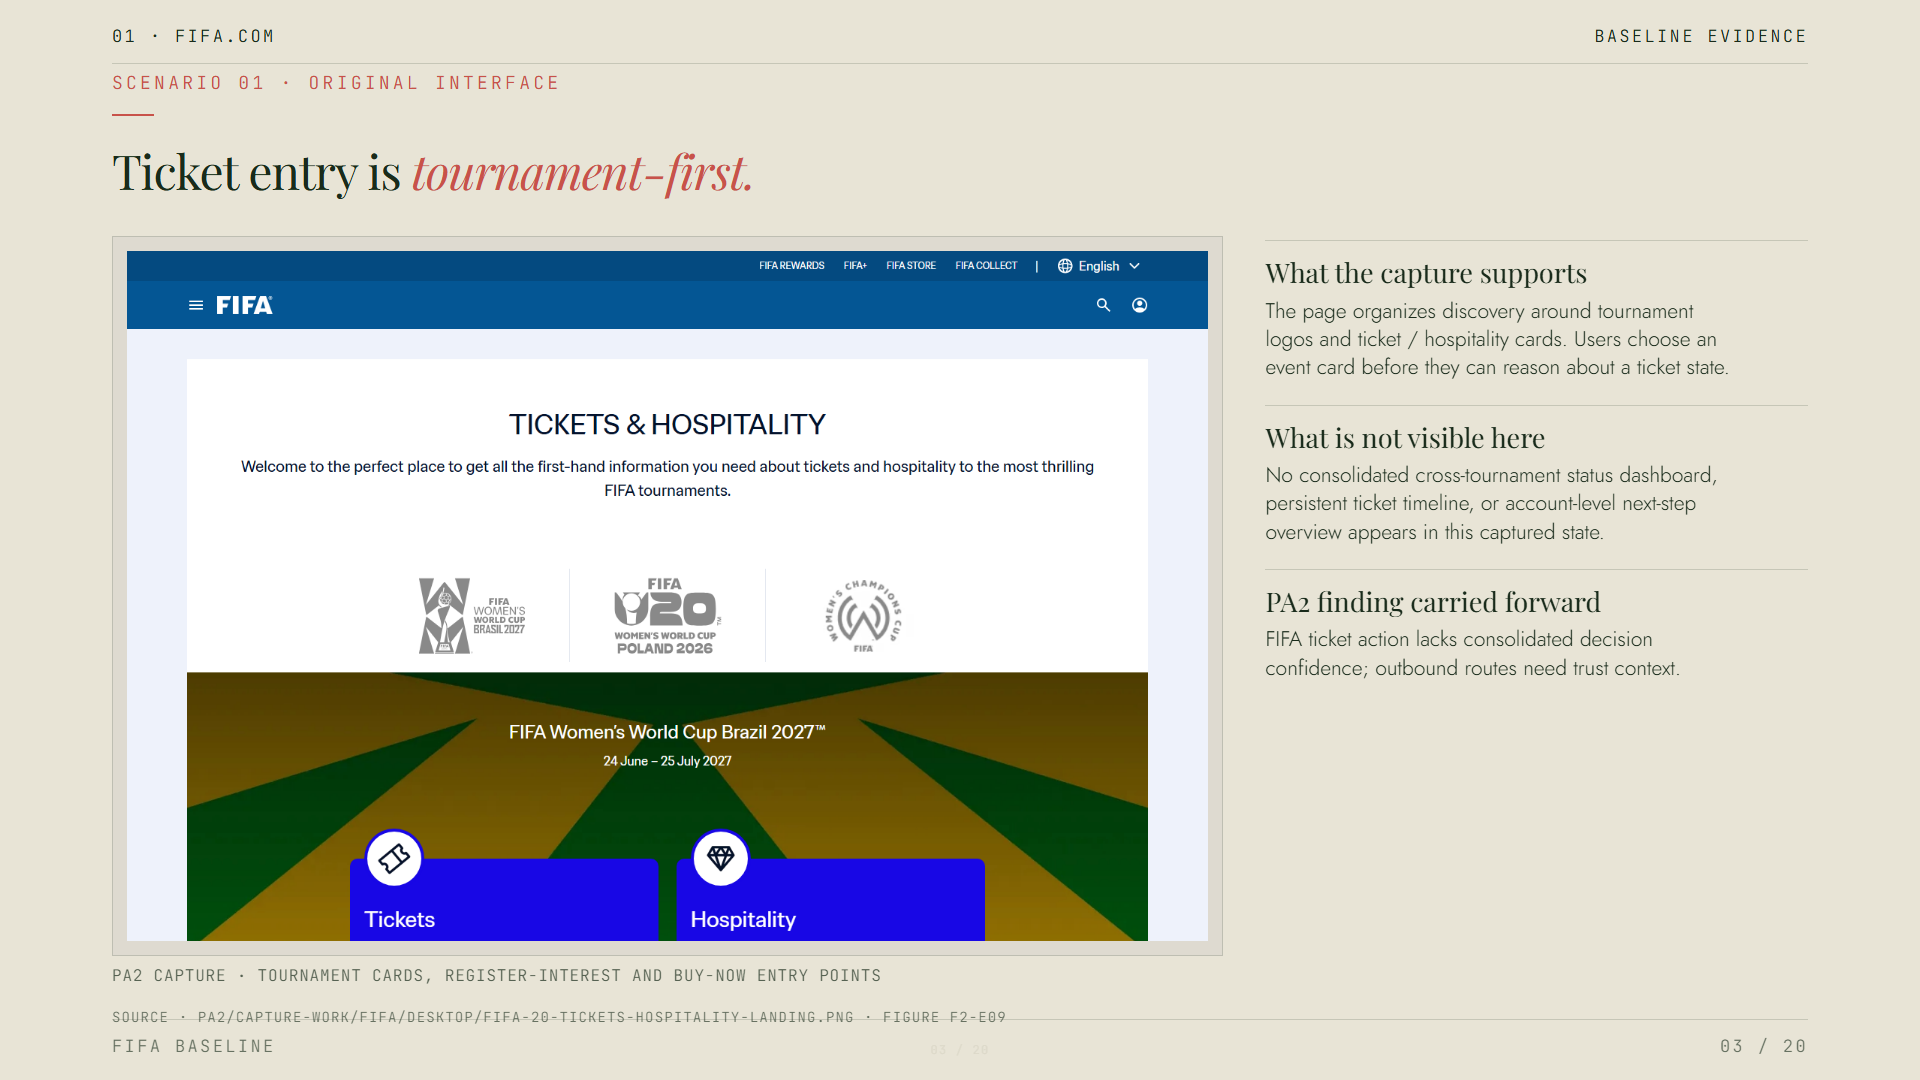 01 · FIFA.COM
BASELINE EVIDENCE
SCENARIO 01 · ORIGINAL INTERFACE
Ticket entry is tournament-first.
FIFA REWARDS FIFA+ FIFA STORE FIFA COLLECT | English
FIFA
TICKETS & HOSPITALITY
Welcome to the perfect place to get all the first-hand information you need about tickets and hospitality to the most thrilling
FIFA tournaments.
FIFA
WOMEN'S
WORLD CUP
BRASIL 2027
FIFA
U20
WOMEN'S WORLD CUP
POLAND 2026
WOMEN'S CHAMPIONS CUP
FIFA
FIFA Women's World Cup Brazil 2027™
24 June – 25 July 2027
Tickets
Hospitality
PA2 CAPTURE · TOURNAMENT CARDS, REGISTER-INTEREST AND BUY-NOW ENTRY POINTS
What the capture supports
The page organizes discovery around tournament
logos and ticket / hospitality cards. Users choose an
event card before they can reason about a ticket state.
What is not visible here
No consolidated cross-tournament status dashboard,
persistent ticket timeline, or account-level next-step
overview appears in this captured state.
PA2 finding carried forward
FIFA ticket action lacks consolidated decision
confidence; outbound routes need trust context.
SOURCE · PA2/CAPTURE-WORK/FIFA/DESKTOP/FIFA-20-TICKETS-HOSPITALITY-LANDING.PNG · FIGURE F2-E09
FIFA BASELINE
03 / 20
03 / 20